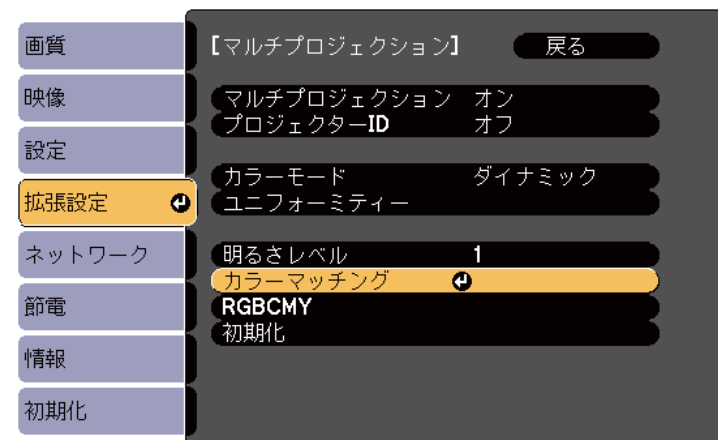 画質
映像
設定
拡張設定
ネットワーク
節電
情報
初期化
[マルチプロジェクション] 戻る
マルチプロジェクション オン
プロジェクターID オフ
カラーモード ダイナミック
ユニフォーミティー
明るさレベル 1
カラーマッチング
RGBCMY
初期化